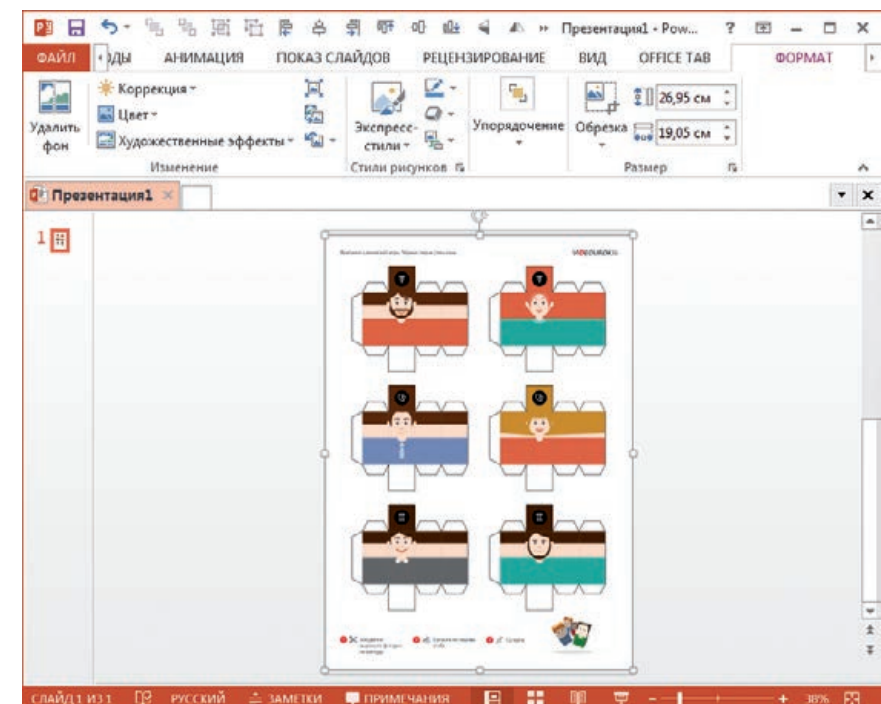 Презентация1 - Pow...
ФАЙЛ ОДЫ АНИМАЦИЯ ПОКАЗ СЛАЙДОВ РЕЦЕНЗИРОВАНИЕ ВИД OFFICE TAB ФОРМАТ
Удалить фон
Коррекция
Цвет
Художественные эффекты
Изменение
Экспресс-
стили
Стили рисунков
Упорядочение
Обрезка
26,95 см
19,05 см
Размер
Презентация1
1
СЛАЙД 1 ИЗ 1 РУССКИЙ ЗАМЕТКИ ПРИМЕЧАНИЯ 38%